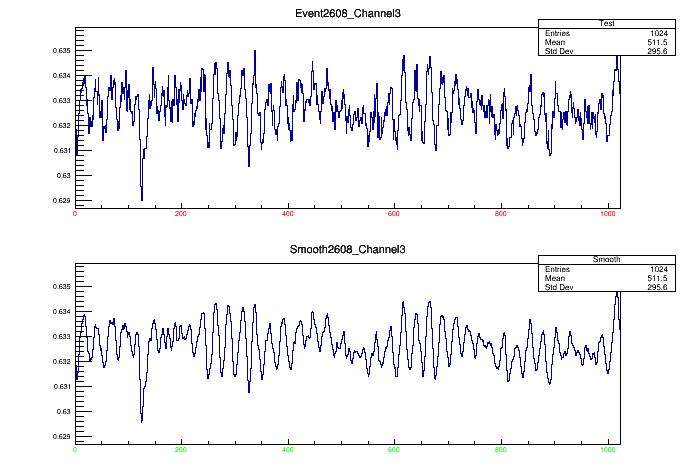 Event2608_Channel3
Test
Entries 1024
Mean 511.5
Std Dev 295.6
0.635
0.634
0.633
0.632
0.631
0.63
0.629
0 200 400 600 800 1000
Smooth2608_Channel3
Smooth
Entries 1024
Mean 511.5
Std Dev 295.6
0.635
0.634
0.633
0.632
0.631
0.63
0.629
0 200 400 600 800 1000